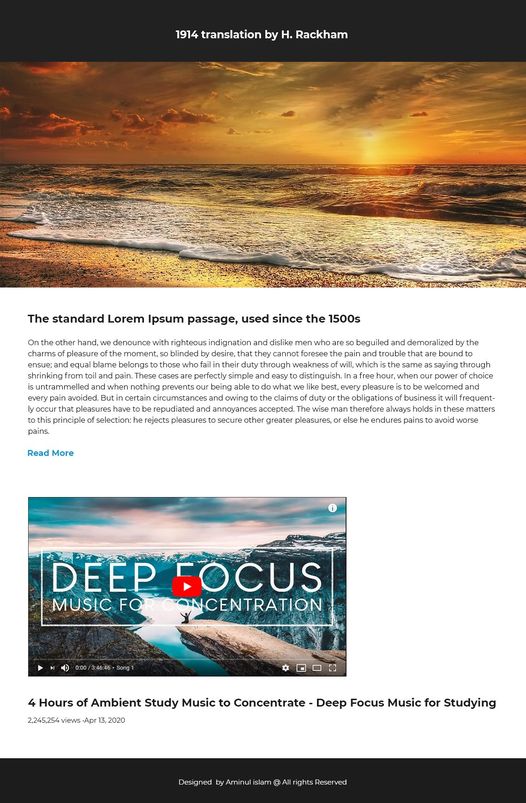 1914 translation by H. Rackham
The standard Lorem Ipsum passage, used since the 1500s
On the other hand, we denounce with righteous indignation and dislike men who are so beguiled and demoralized by the
charms of pleasure of the moment, so blinded by desire, that they cannot foresee the pain and trouble that are bound to
ensue; and equal blame belongs to those who fail in their duty through weakness of will, which is the same as saying through
shrinking from toil and pain. These cases are perfectly simple and easy to distinguish. In a free hour, when our power of choice
is untrammelled and when nothing prevents our being able to do what we like best, every pleasure is to be welcomed and
every pain avoided. But in certain circumstances and owing to the claims of duty or the obligations of business it will frequent-
ly occur that pleasures have to be repudiated and annoyances accepted. The wise man therefore always holds in these matters
to this principle of selection: he rejects pleasures to secure other greater pleasures, or else he endures pains to avoid worse
pains.
Read More
DEEP FOCUS
MUSIC FOR CONCENTRATION
0:00 / 3:46:46 • Song 1
4 Hours of Ambient Study Music to Concentrate - Deep Focus Music for Studying
2,245,254 views -Apr 13, 2020
Designed by Aminul islam @ All rights Reserved